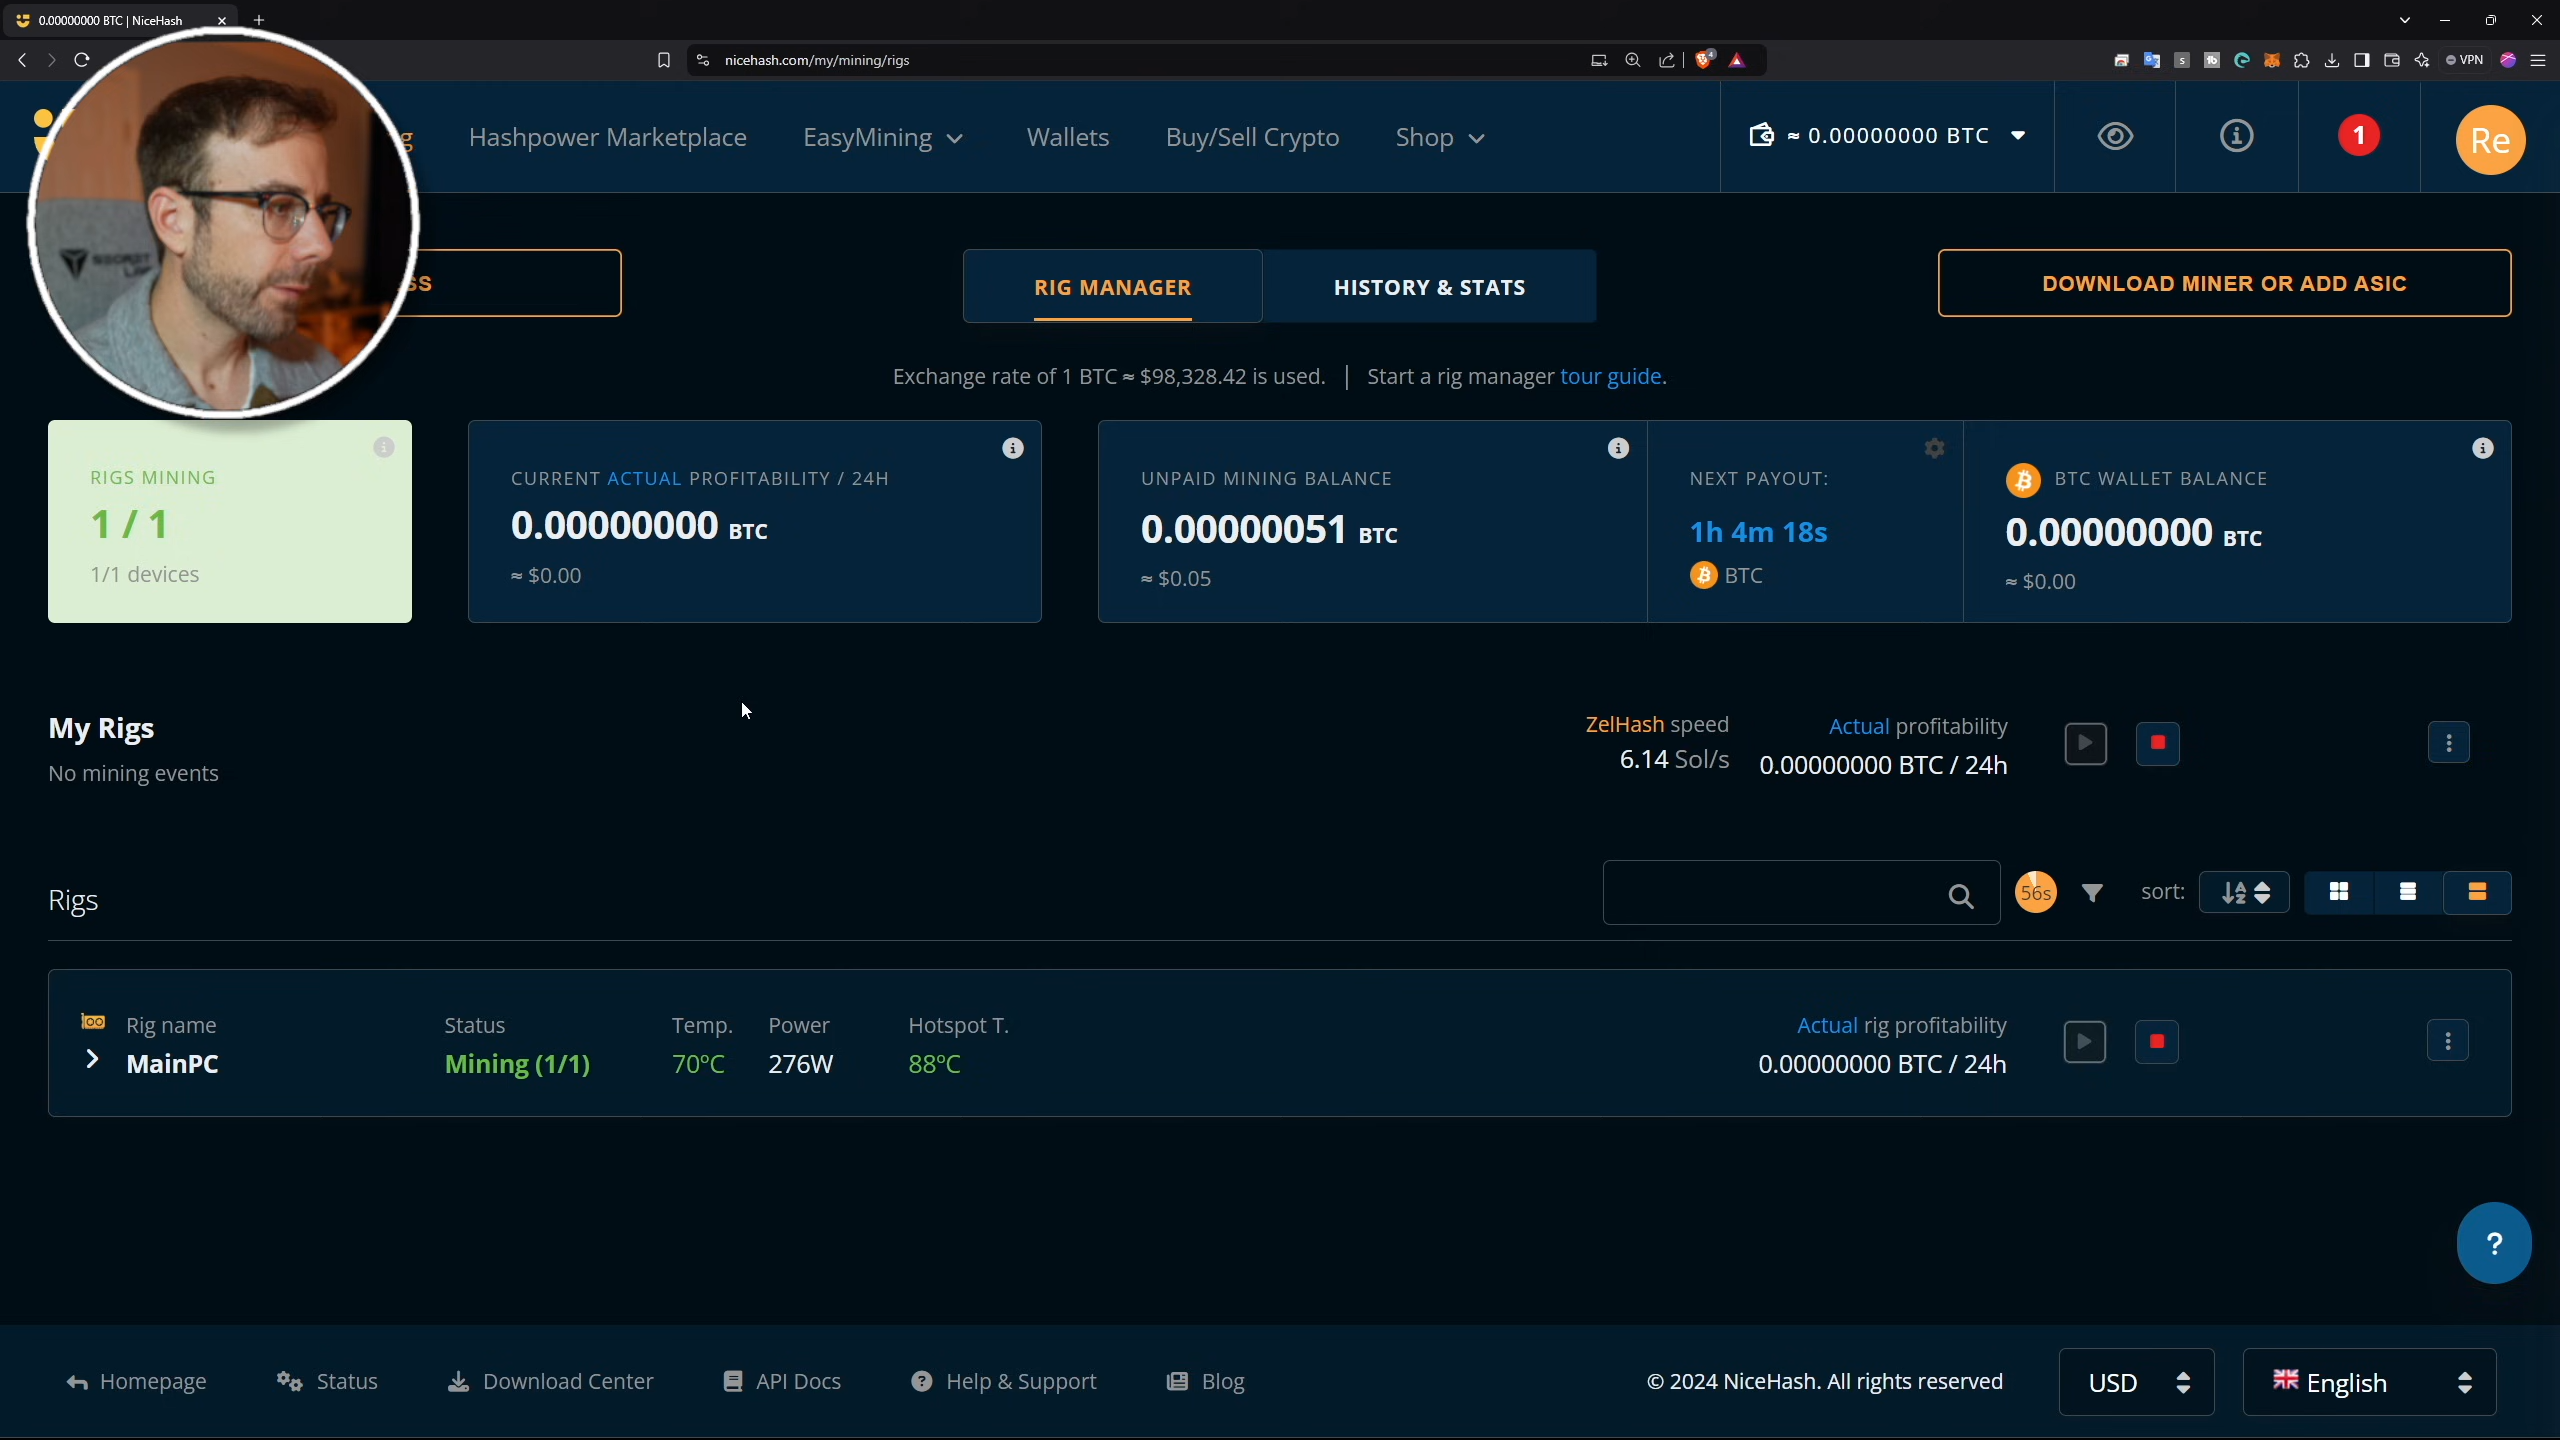 0.00000000 BTC | NiceHash
nicehash.com/my/mining/rigs
4
VPN
Hashpower Marketplace
EasyMining
Wallets
Buy/Sell Crypto
Shop
≈ 0.00000000 BTC
1
Re
RIG MANAGER
HISTORY & STATS
DOWNLOAD MINER OR ADD ASIC
Exchange rate of 1 BTC ≈ $98,328.42 is used. | Start a rig manager tour guide.
RIGS MINING
1 / 1
1/1 devices
CURRENT ACTUAL PROFITABILITY / 24H
0.00000000 BTC
≈ $0.00
UNPAID MINING BALANCE
0.00000051 BTC
≈ $0.05
NEXT PAYOUT:
1h 4m 18s
BTC
BTC WALLET BALANCE
0.00000000 BTC
≈ $0.00
My Rigs
No mining events
ZelHash speed
6.14 Sol/s
Actual profitability
0.00000000 BTC / 24h
Rigs
56s
sort:
Rig name
MainPC
Status
Mining (1/1)
Temp.
70°C
Power
276W
Hotspot T.
88°C
Actual rig profitability
0.00000000 BTC / 24h
?
Homepage
Status
Download Center
API Docs
Help & Support
Blog
© 2024 NiceHash. All rights reserved
USD
English